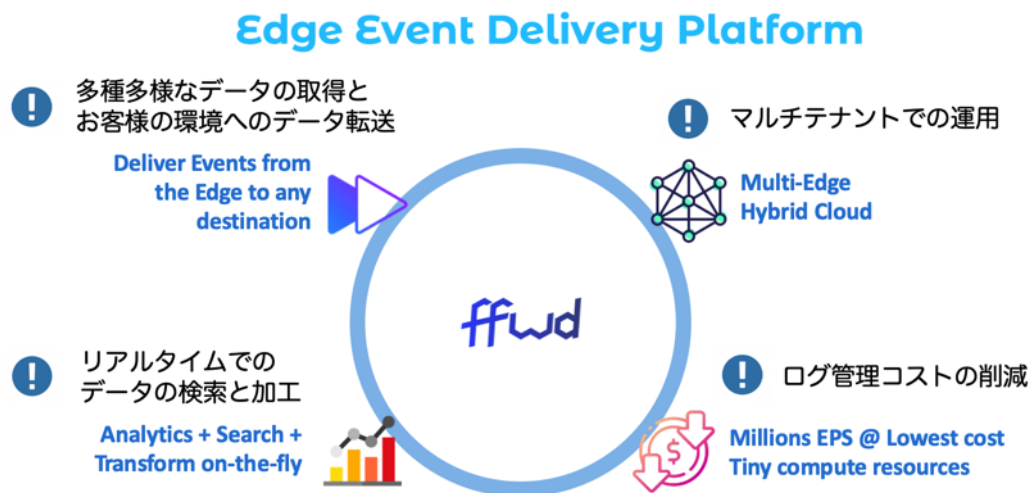 Edge Event Delivery Platform
多種多様なデータの取得と
お客様の環境へのデータ転送
Deliver Events from
the Edge to any
destination
マルチテナントでの運用
Multi-Edge
Hybrid Cloud
ffwd
リアルタイムでの
データの検索と加工
Analytics + Search +
Transform on-the-fly
ログ管理コストの削減
Millions EPS @ Lowest cost
Tiny compute resources